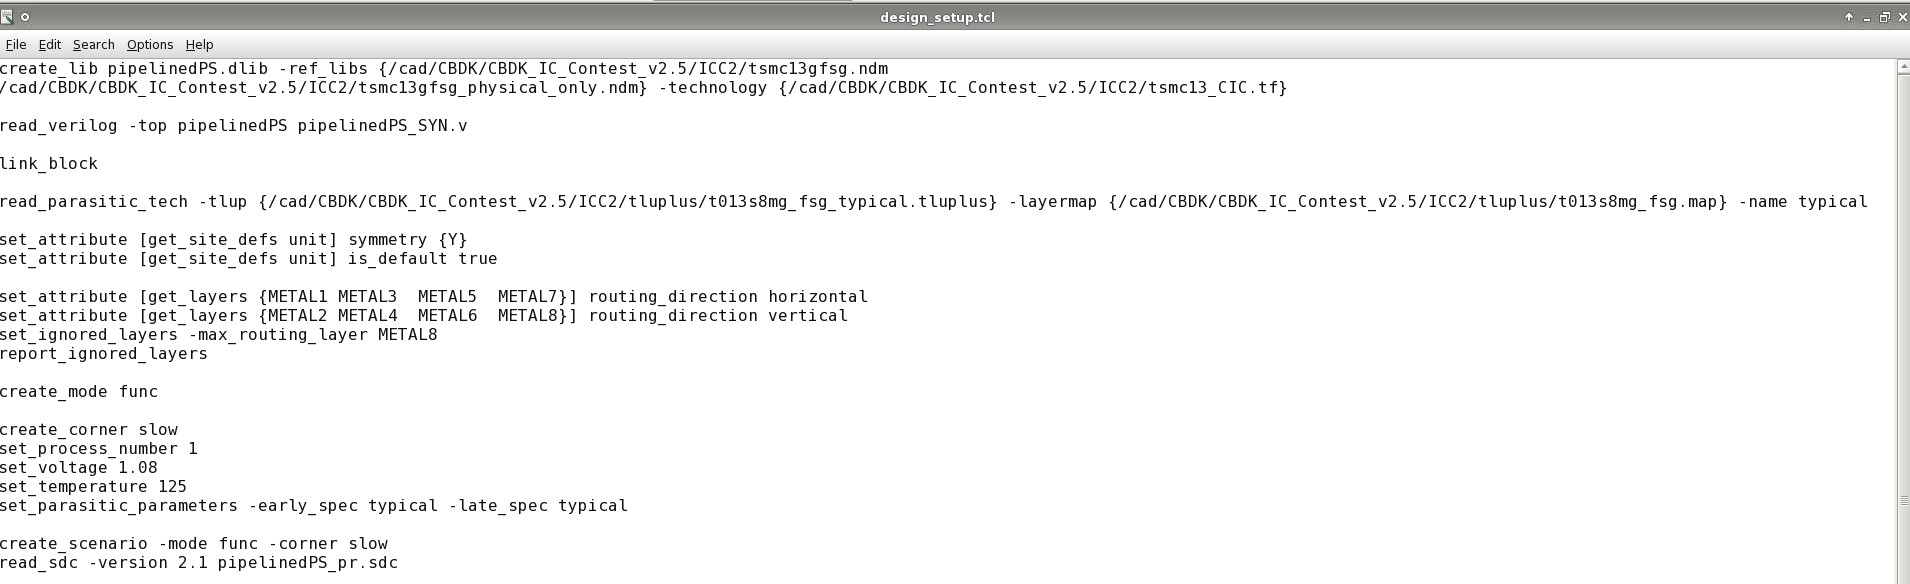 design_setup.tcl
File Edit Search Options Help
create_lib pipelinedPS.dlib -ref_libs {/cad/CBDK/CBDK_IC_Contest_v2.5/ICC2/tsmc13gfsg.ndm
/cad/CBDK/CBDK_IC_Contest_v2.5/ICC2/tsmc13gfsg_physical_only.ndm} -technology {/cad/CBDK/CBDK_IC_Contest_v2.5/ICC2/tsmc13_CIC.tf}
read_verilog -top pipelinedPS pipelinedPS_SYN.v
link_block
read_parasitic_tech -tlup {/cad/CBDK/CBDK_IC_Contest_v2.5/ICC2/tluplus/t013s8mg_fsg_typical.tluplus} -layermap {/cad/CBDK/CBDK_IC_Contest_v2.5/ICC2/tluplus/t013s8mg_fsg.map} -name typical
set_attribute [get_site_defs unit] symmetry {Y}
set_attribute [get_site_defs unit] is_default true
set_attribute [get_layers {METAL1 METAL3  METAL5  METAL7}] routing_direction horizontal
set_attribute [get_layers {METAL2 METAL4  METAL6  METAL8}] routing_direction vertical
set_ignored_layers -max_routing_layer METAL8
report_ignored_layers
create_mode func
create_corner slow
set_process_number 1
set_voltage 1.08
set_temperature 125
set_parasitic_parameters -early_spec typical -late_spec typical
create_scenario -mode func -corner slow
read_sdc -version 2.1 pipelinedPS_pr.sdc